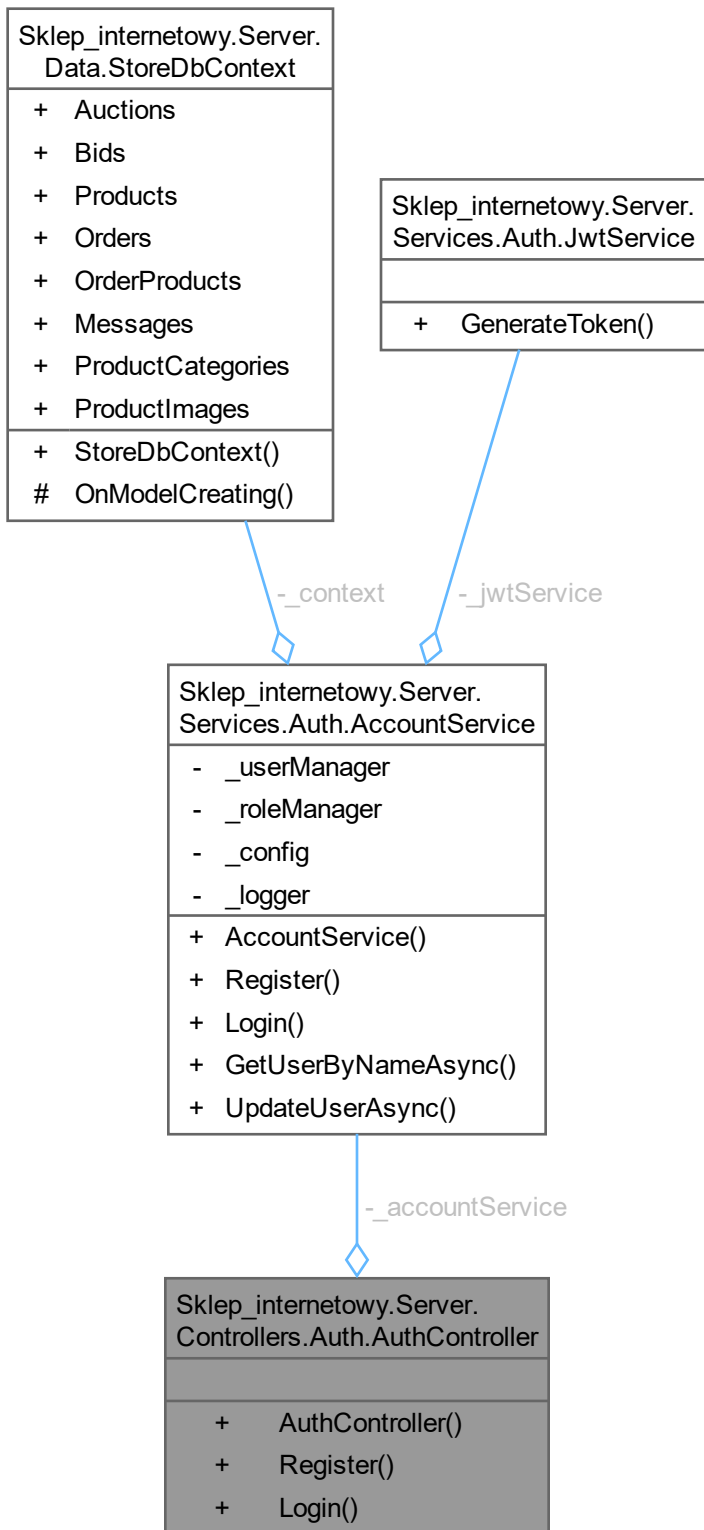 Sklep_internetowy.Server.
Data.StoreDbContext
+ Auctions
+ Bids
+ Products
+ Orders
+ OrderProducts
+ Messages
+ ProductCategories
+ ProductImages
+ StoreDbContext()
# OnModelCreating()
Sklep_internetowy.Server.
Services.Auth.JwtService
+ GenerateToken()
-_context
-_jwtService
Sklep_internetowy.Server.
Services.Auth.AccountService
- _userManager
- _roleManager
- _config
- _logger
+ AccountService()
+ Register()
+ Login()
+ GetUserByNameAsync()
+ UpdateUserAsync()
-_accountService
Sklep_internetowy.Server.
Controllers.Auth.AuthController
+ AuthController()
+ Register()
+ Login()